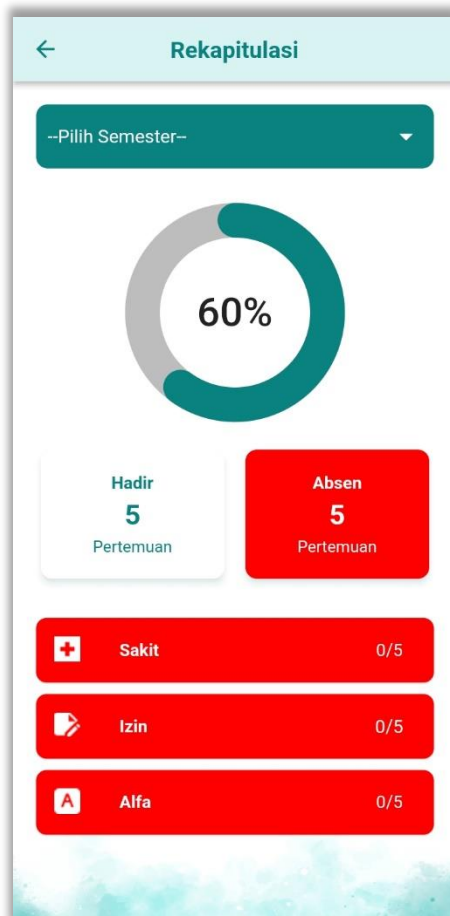 Rekapitulasi
--Pilih Semester--
60%
Hadir
5
Pertemuan
Absen
5
Pertemuan
Sakit 0/5
Izin 0/5
A Alfa 0/5